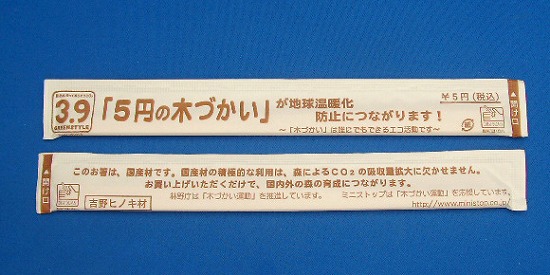 3.9
GREENSTYLE
「5円の木づかい」が地球温暖化
防止につながります!
～「木づかい」は誰にでもできるエコ活動です～
¥5円(税込)
▲開け口
▲開け口
このお箸は、国産材です。国産材の積極的な利用は、森によるCO2の吸収量拡大に欠かせません。
お買い上げいただくだけで、国内外の森の育成につながります。
林野庁は「木づかい運動」を推進しています。 ミニストップは「木づかい運動」を応援しています。
吉野ヒノキ材
http://www.ministop.co.jp/